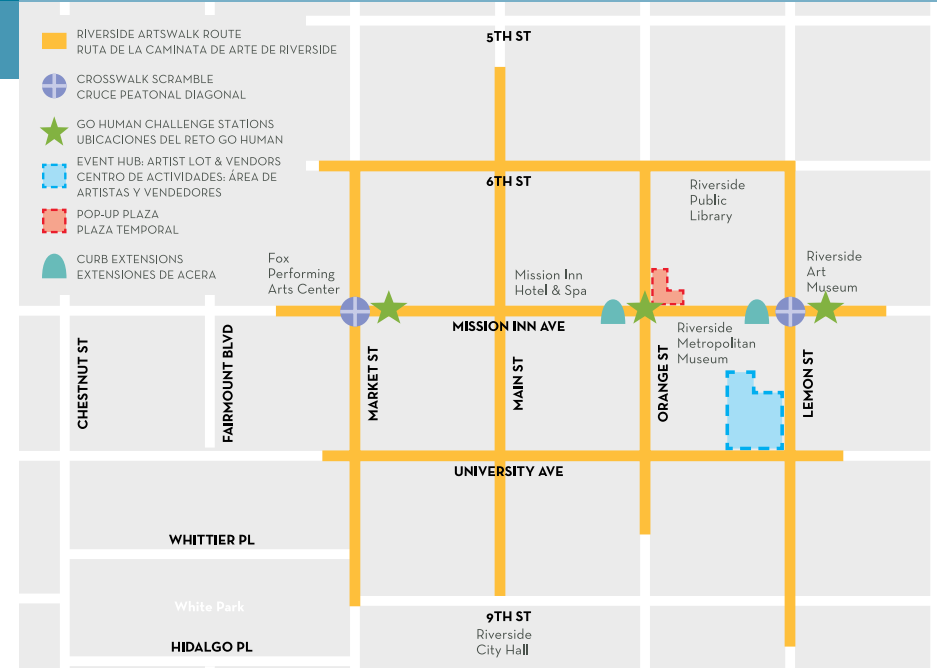 RIVERSIDE ARTSWALK ROUTE
RUTA DE LA CAMINATA DE ARTE DE RIVERSIDE
CROSSWALK SCRAMBLE
CRUCE PEATONAL DIAGONAL
GO HUMAN CHALLENGE STATIONS
UBICACIONES DEL RETO GO HUMAN
EVENT HUB: ARTIST LOT & VENDORS
CENTRO DE ACTIVIDADES: ÁREA DE
ARTISTAS Y VENDEDORES
POP-UP PLAZA
PLAZA TEMPORAL
CURB EXTENSIONS
EXTENSIONES DE ACERA
5TH ST
6TH ST
Riverside
Public
Library
Fox
Performing
Arts Center
Mission Inn
Hotel & Spa
Riverside
Art
Museum
MISSION INN AVE
Riverside
Metropolitan
Museum
CHESTNUT ST
FAIRMOUNT BLVD
MARKET ST
MAIN ST
ORANGE ST
LEMON ST
UNIVERSITY AVE
WHITTIER PL
White Park
9TH ST
Riverside
City Hall
HIDALGO PL